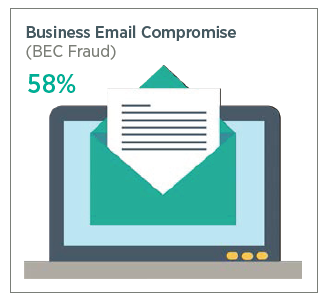 Business Email Compromise
(BEC Fraud)
58%